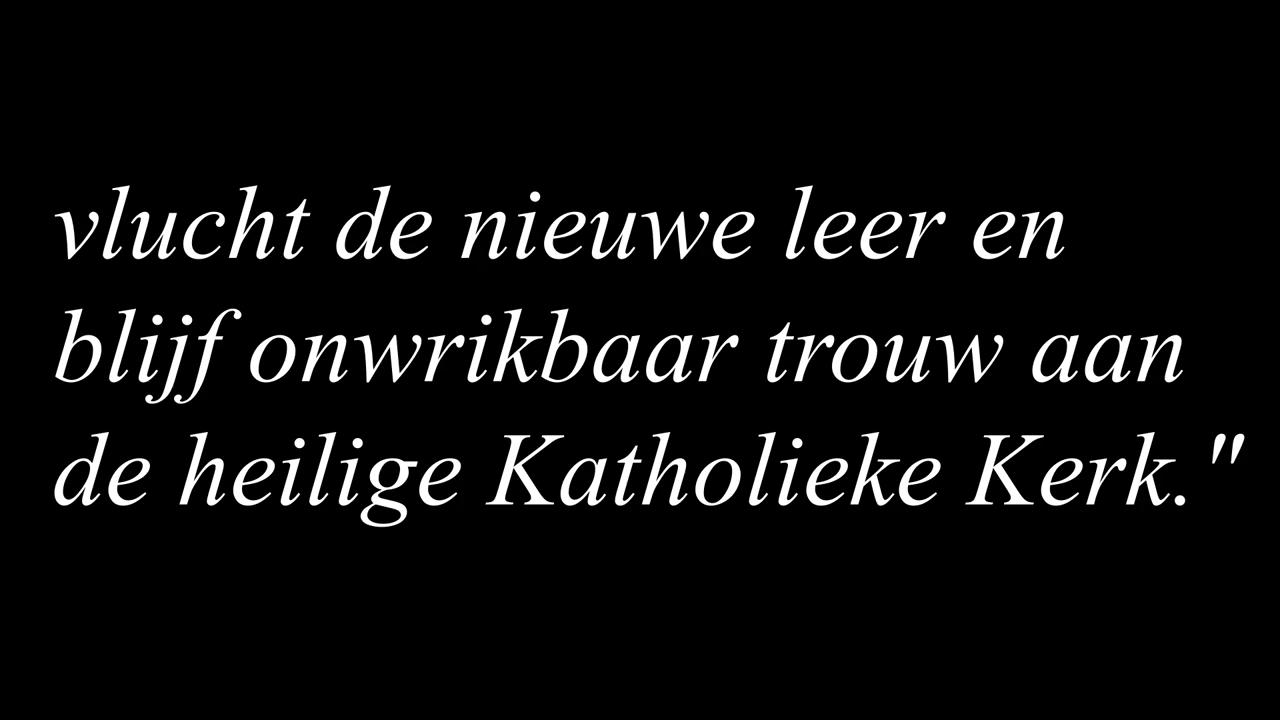 vlucht de nieuwe leer en
blijf onwrikbaar trouw aan
de heilige Katholieke Kerk."